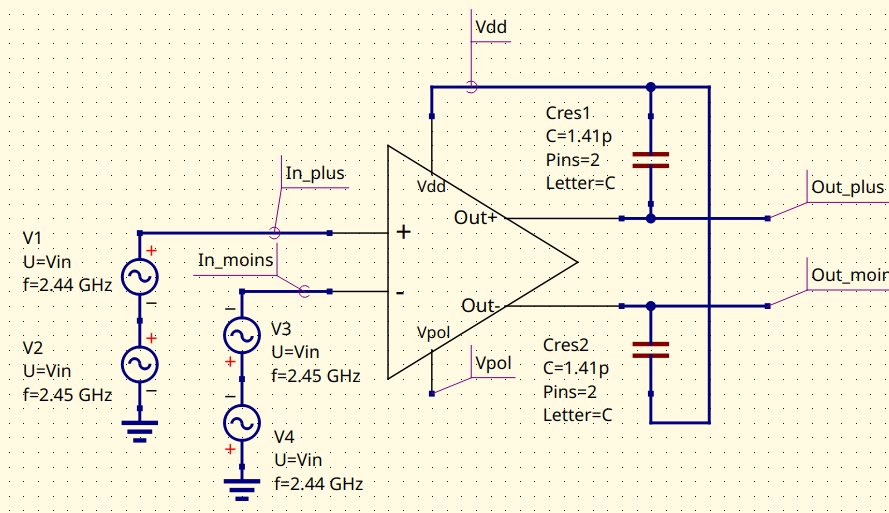 Vdd
Cres1
C=1.41p
Pins=2
Letter=C
In_plus
Vdd
Out_plus
Out+
+
V1
U=Vin
f=2.44 GHz
+
−
In_moins
-
Out-
Out_moin
V2
U=Vin
f=2.45 GHz
+
−
−
V3
U=Vin
f=2.45 GHz
+
Vpol
Vpol
Cres2
C=1.41p
Pins=2
Letter=C
−
V4
U=Vin
f=2.44 GHz
+